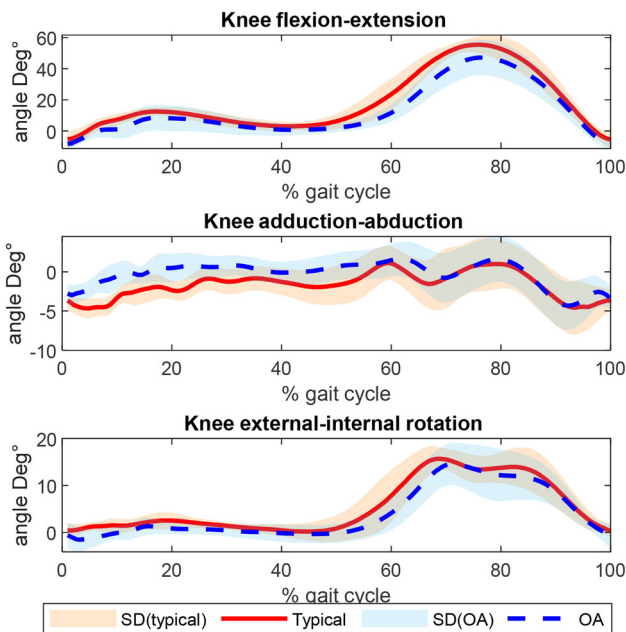 Knee flexion-extension
angle Deg°
60
40
20
0
0 20 40 60 80 100
% gait cycle
Knee adduction-abduction
angle Deg°
0
-5
-10
0 20 40 60 80 100
% gait cycle
Knee external-internal rotation
angle Deg°
20
10
0
0 20 40 60 80 100
% gait cycle
SD(typical) Typical SD(OA) OA